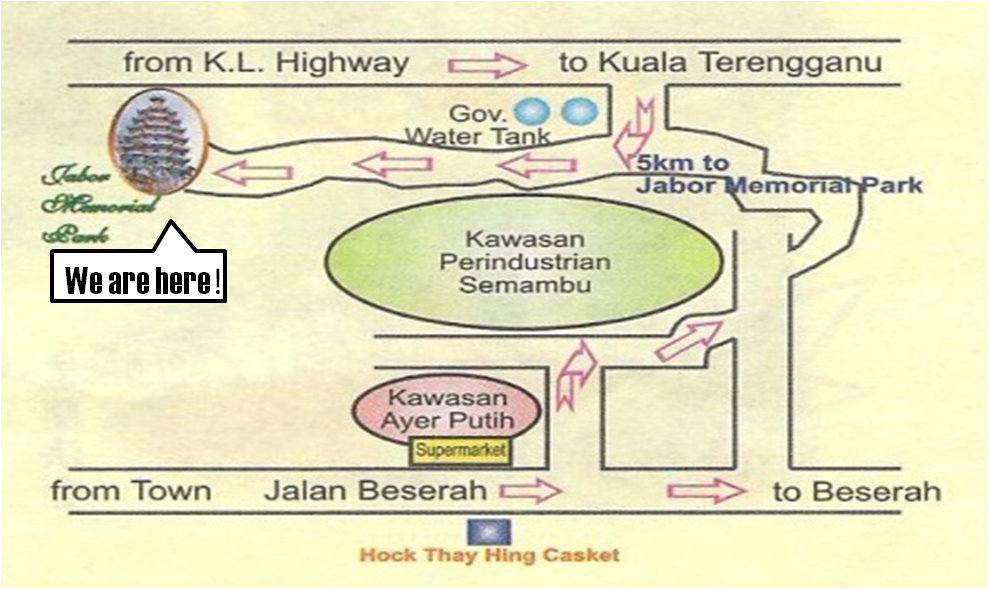 from K.L. Highway
to Kuala Terengganu
Gov.
Water Tank
5km to
Jabor Memorial Park
Jabor
Memorial
Park
We are here!
Kawasan
Perindustrian
Semambu
Kawasan
Ayer Putih
Supermarket
from Town
Jalan Beserah
to Beserah
Hock Thay Hing Casket